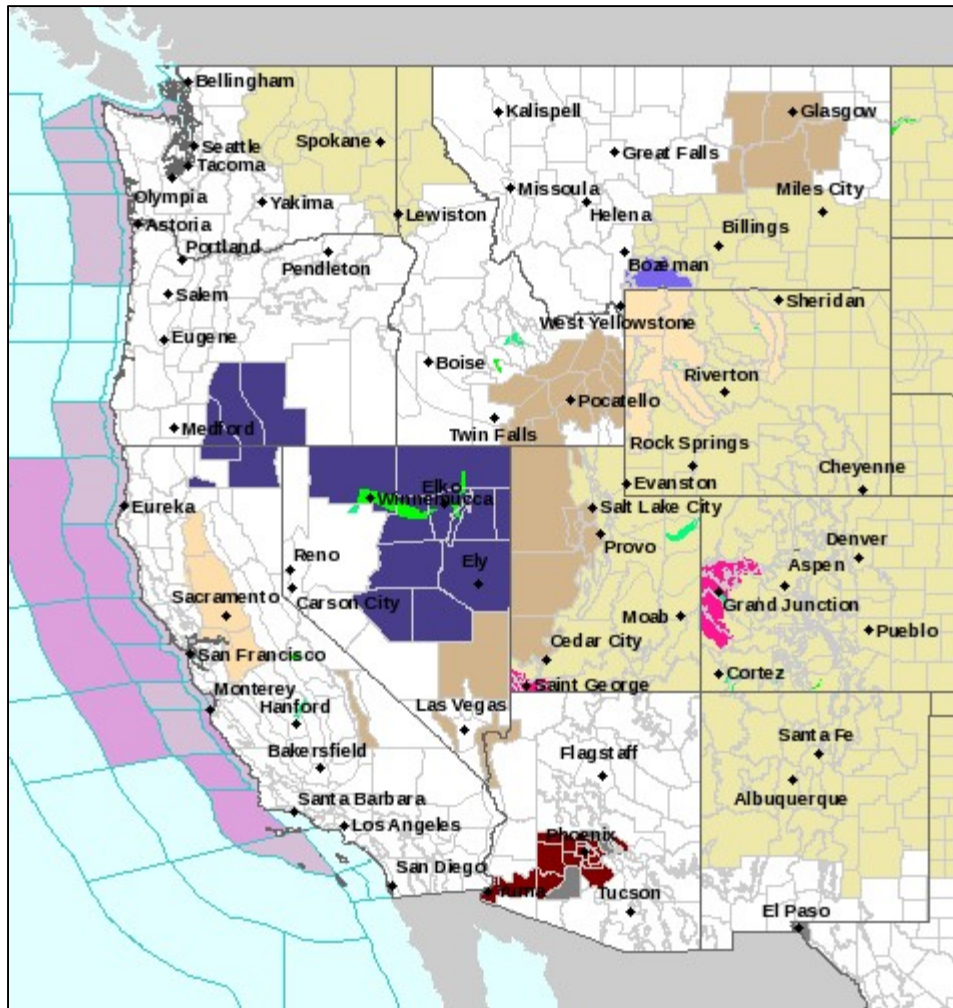 Bellingham
Kalispell
Glasgow
Spokane
Seattle
Great Falls
Tacoma
Missoula
Miles City
Olympia
Yakima
Lewiston
Helena
Astoria
Billings
Portland
Pendleton
Bozeman
Salem
Sheridan
West Yellowstone
Eugene
Boise
Riverton
Pocatello
Medford
Twin Falls
Rock Springs
Cheyenne
Elko
Evanston
Winnemucca
Eureka
Salt Lake City
Provo
Denver
Reno
Ely
Aspen
Sacramento
Carson City
Grand Junction
Moab
Pueblo
San Francisco
Cedar City
Cortez
Saint George
Monterey
Hanford
Las Vegas
Bakersfield
Flagstaff
Santa Fe
Albuquerque
Santa Barbara
Los Angeles
Phoenix
San Diego
Yuma
Tucson
El Paso